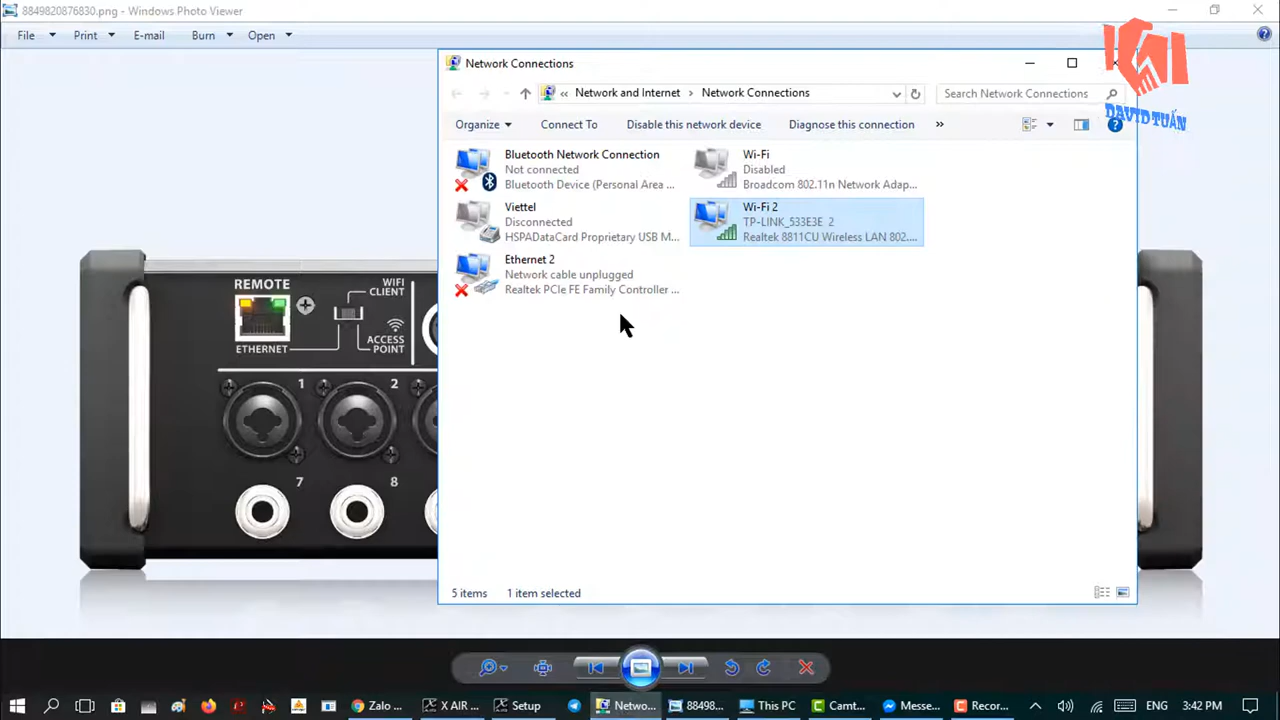 8849820876830.png - Windows Photo Viewer
File Print E-mail Burn Open
Network Connections
« Network and Internet › Network Connections
Search Network Connections
DAVID TUẤN
Organize Connect To Disable this network device Diagnose this connection »
Bluetooth Network Connection
Not connected
Bluetooth Device (Personal Area ...
Wi-Fi
Disabled
Broadcom 802.11n Network Adap...
Viettel
Disconnected
HSPADataCard Proprietary USB M...
Wi-Fi 2
TP-LINK_533E3E 2
Realtek 8811CU Wireless LAN 802....
Ethernet 2
Network cable unplugged
Realtek PCIe FE Family Controller ...
REMOTE
WIFI
CLIENT
ACCESS
POINT
ETHERNET
1 2
7 8
5 items 1 item selected
Zalo ...
X AIR ...
Setup
Netwo...
8849...
This PC
Camt...
Messe...
Recor...
ENG 3:42 PM